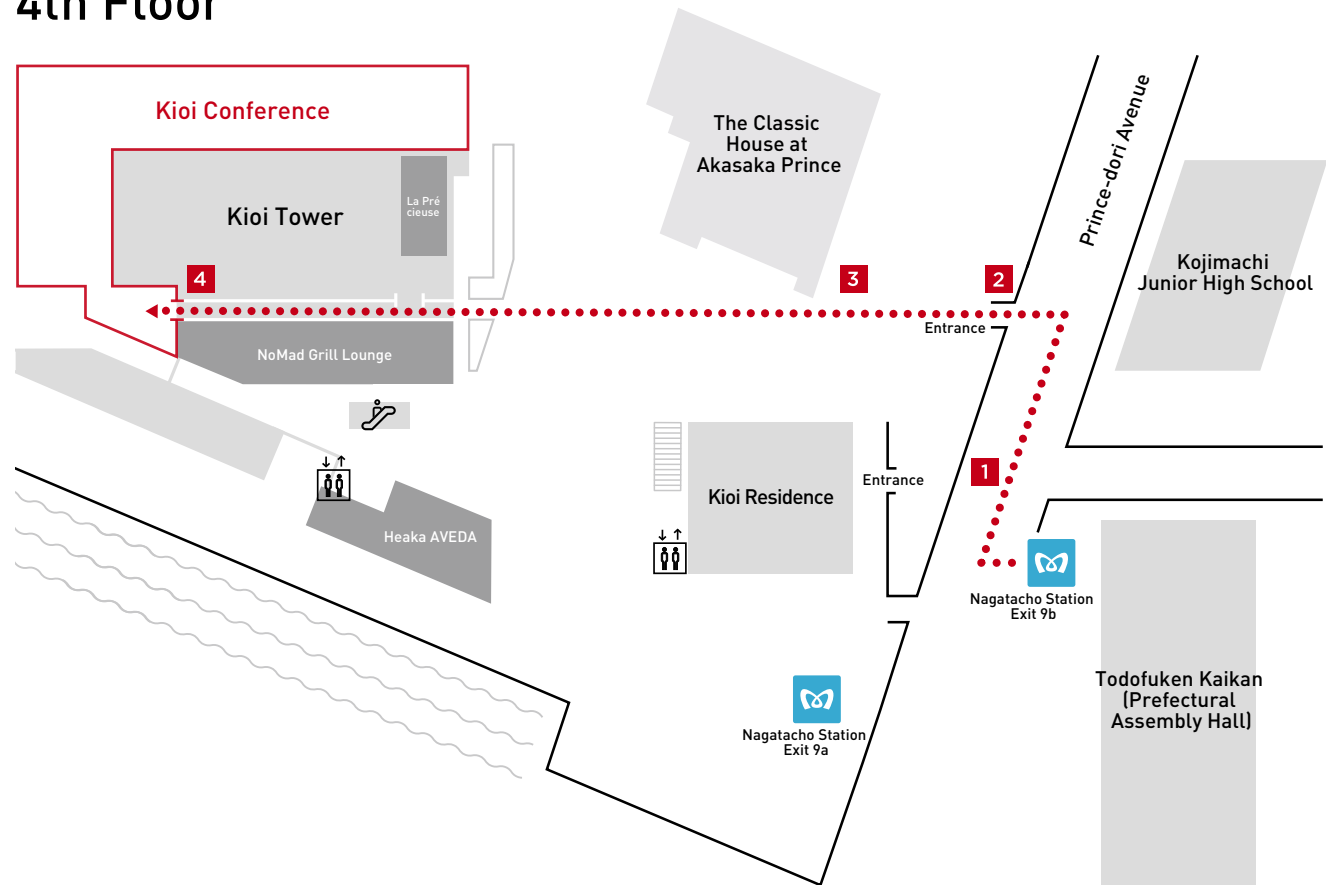 4th Floor
Kioi Conference
Kioi Tower
La Pré
cieuse
4
NoMad Grill Lounge
Heaka AVEDA
The Classic
House at
Akasaka Prince
3
2
Entrance
Prince-dori Avenue
Kojimachi
Junior High School
1
Kioi Residence
Entrance
Nagatacho Station
Exit 9b
Nagatacho Station
Exit 9a
Todofuken Kaikan
(Prefectural
Assembly Hall)